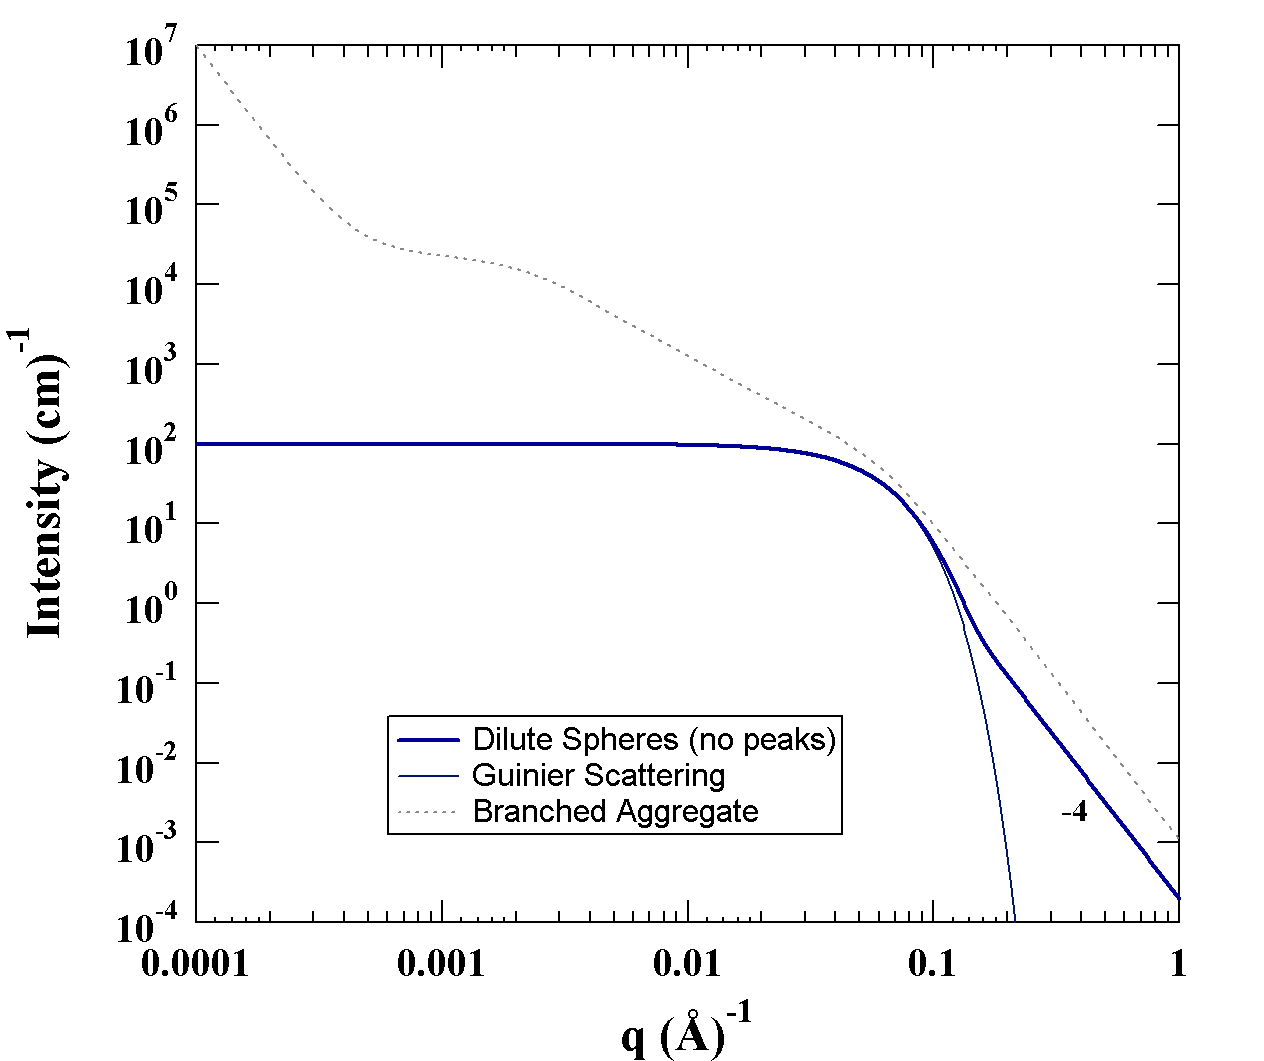 10^7
10^6
10^5
10^4
10^3
10^2
10^1
10^0
10^-1
10^-2
10^-3
10^-4
Intensity (cm)^-1
Dilute Spheres (no peaks)
Guinier Scattering
Branched Aggregate
-4
0.0001 0.001 0.01 0.1 1
q (Å)^-1